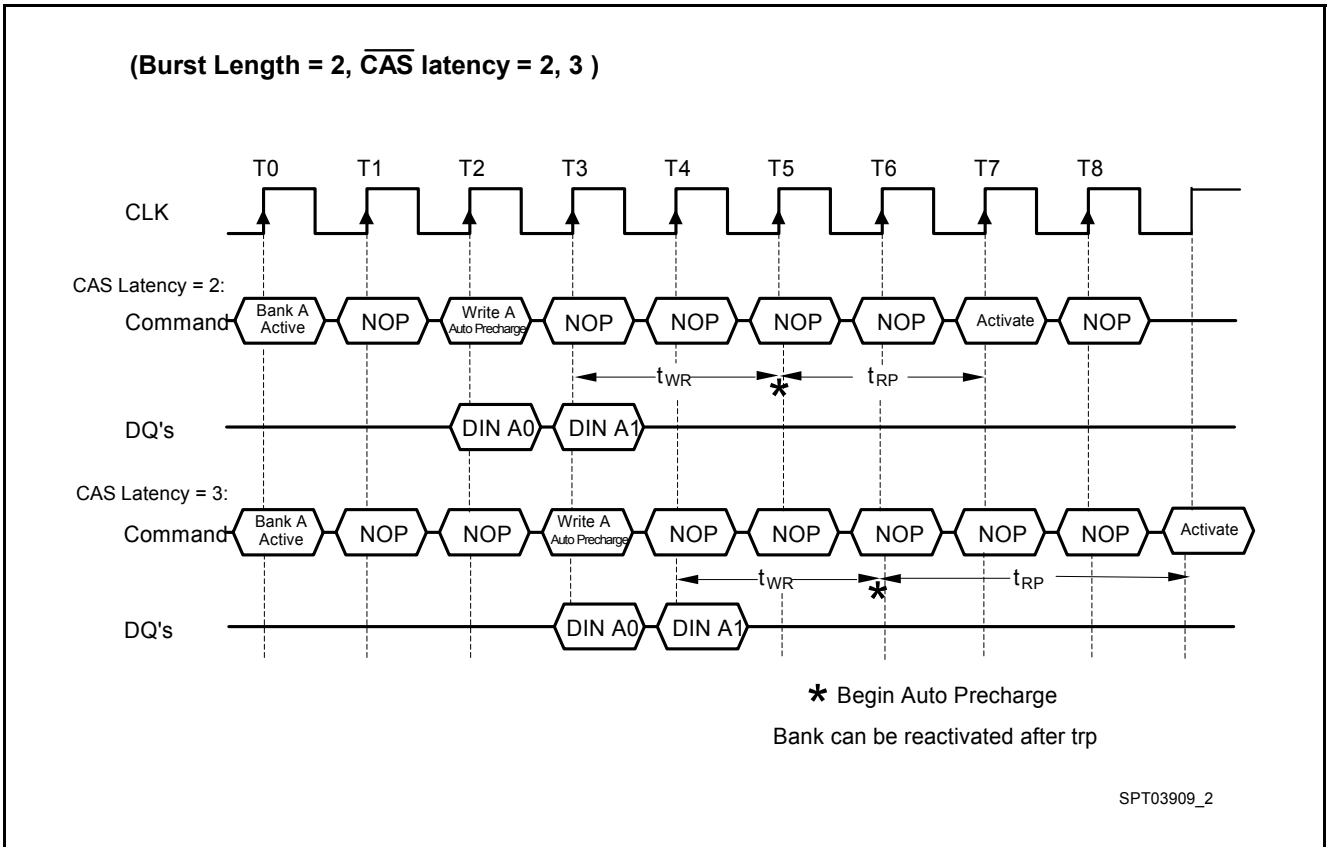 (Burst Length = 2, CAS latency = 2, 3 )
T0 T1 T2 T3 T4 T5 T6 T7 T8
CLK
CAS Latency = 2:
Command
Bank A
Active
NOP
Write A
Auto Precharge
NOP
NOP
NOP
NOP
Activate
NOP
tWR
*
tRP
DQ's
DIN A0
DIN A1
CAS Latency = 3:
Command
Bank A
Active
NOP
NOP
Write A
Auto Precharge
NOP
NOP
NOP
NOP
NOP
Activate
tWR
*
tRP
DQ's
DIN A0
DIN A1
* Begin Auto Precharge
Bank can be reactivated after trp
SPT03909_2